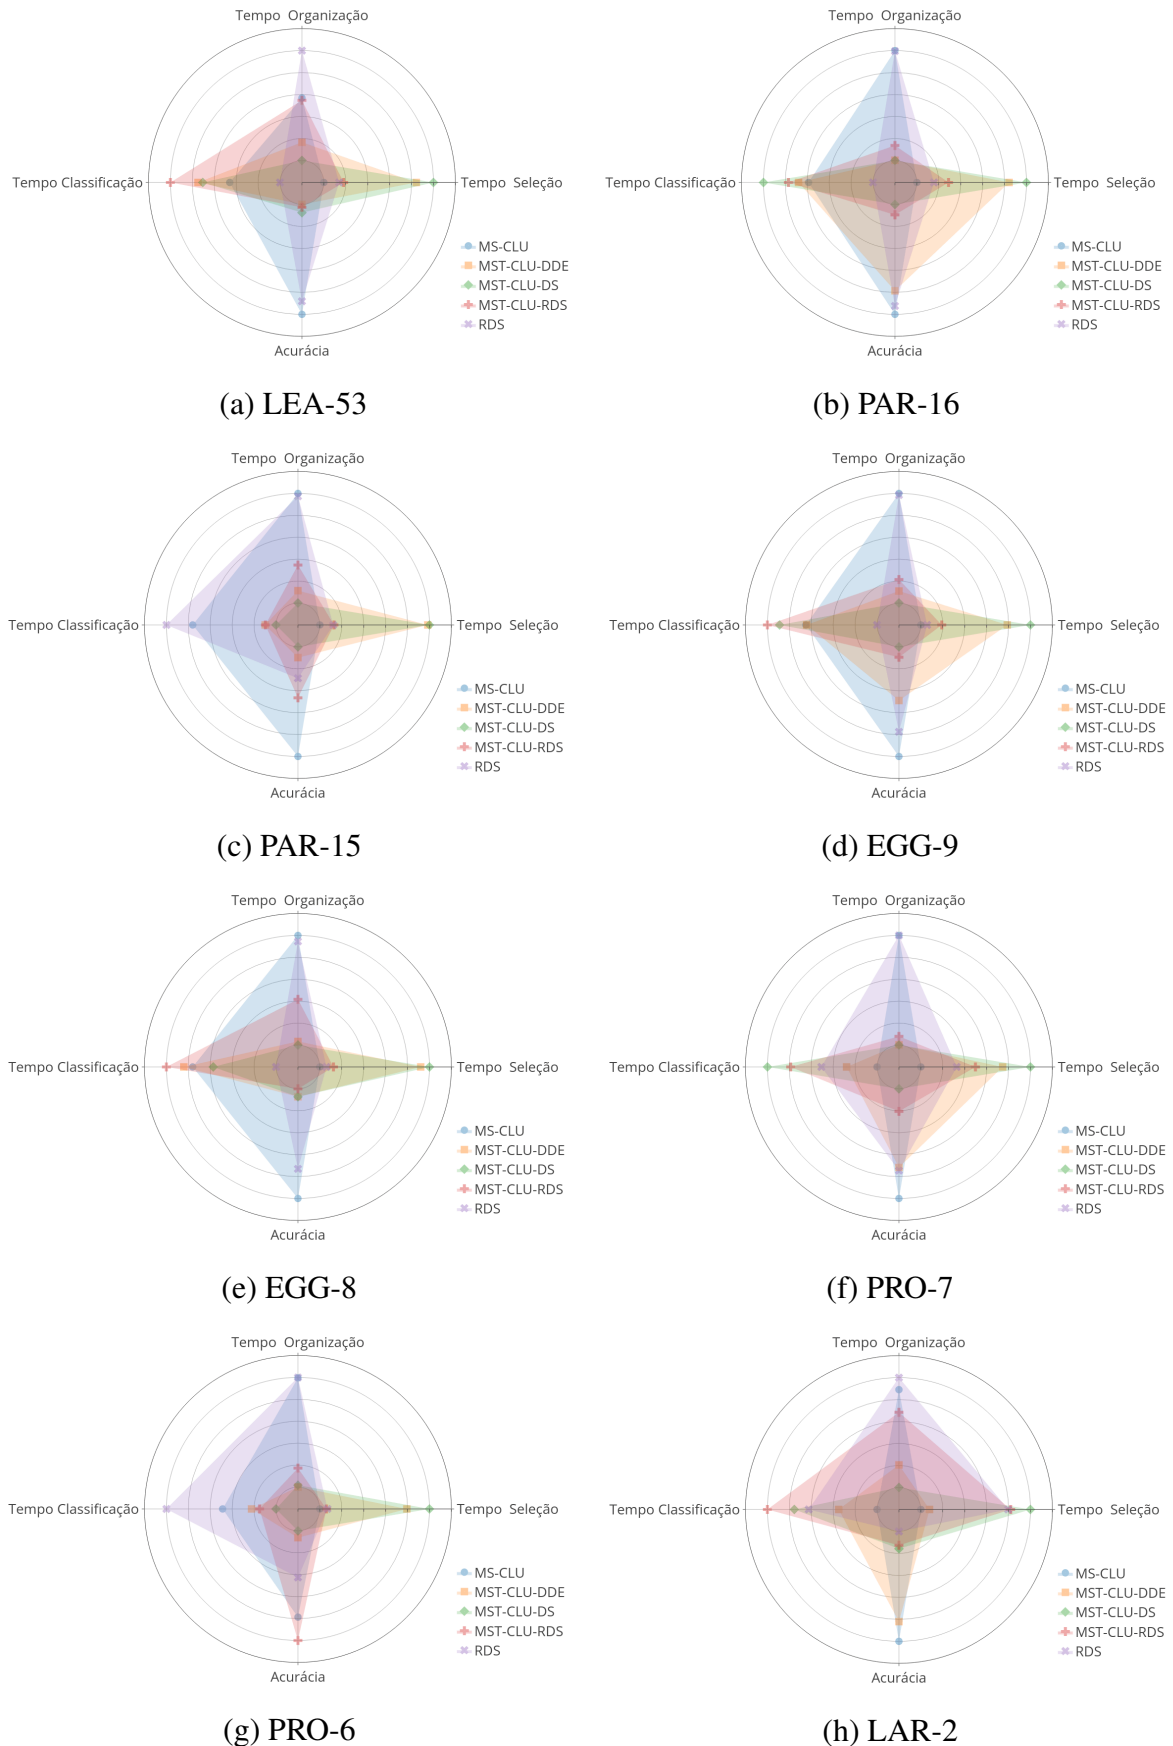 Tempo Organização
Tempo Classificação
Tempo Seleção
Acurácia
MS-CLU
MST-CLU-DDE
MST-CLU-DS
MST-CLU-RDS
RDS
(a) LEA-53
Tempo Organização
Tempo Classificação
Tempo Seleção
Acurácia
MS-CLU
MST-CLU-DDE
MST-CLU-DS
MST-CLU-RDS
RDS
(b) PAR-16
Tempo Organização
Tempo Classificação
Tempo Seleção
Acurácia
MS-CLU
MST-CLU-DDE
MST-CLU-DS
MST-CLU-RDS
RDS
(c) PAR-15
Tempo Organização
Tempo Classificação
Tempo Seleção
Acurácia
MS-CLU
MST-CLU-DDE
MST-CLU-DS
MST-CLU-RDS
RDS
(d) EGG-9
Tempo Organização
Tempo Classificação
Tempo Seleção
Acurácia
MS-CLU
MST-CLU-DDE
MST-CLU-DS
MST-CLU-RDS
RDS
(e) EGG-8
Tempo Organização
Tempo Classificação
Tempo Seleção
Acurácia
MS-CLU
MST-CLU-DDE
MST-CLU-DS
MST-CLU-RDS
RDS
(f) PRO-7
Tempo Organização
Tempo Classificação
Tempo Seleção
Acurácia
MS-CLU
MST-CLU-DDE
MST-CLU-DS
MST-CLU-RDS
RDS
(g) PRO-6
Tempo Organização
Tempo Classificação
Tempo Seleção
Acurácia
MS-CLU
MST-CLU-DDE
MST-CLU-DS
MST-CLU-RDS
RDS
(h) LAR-2